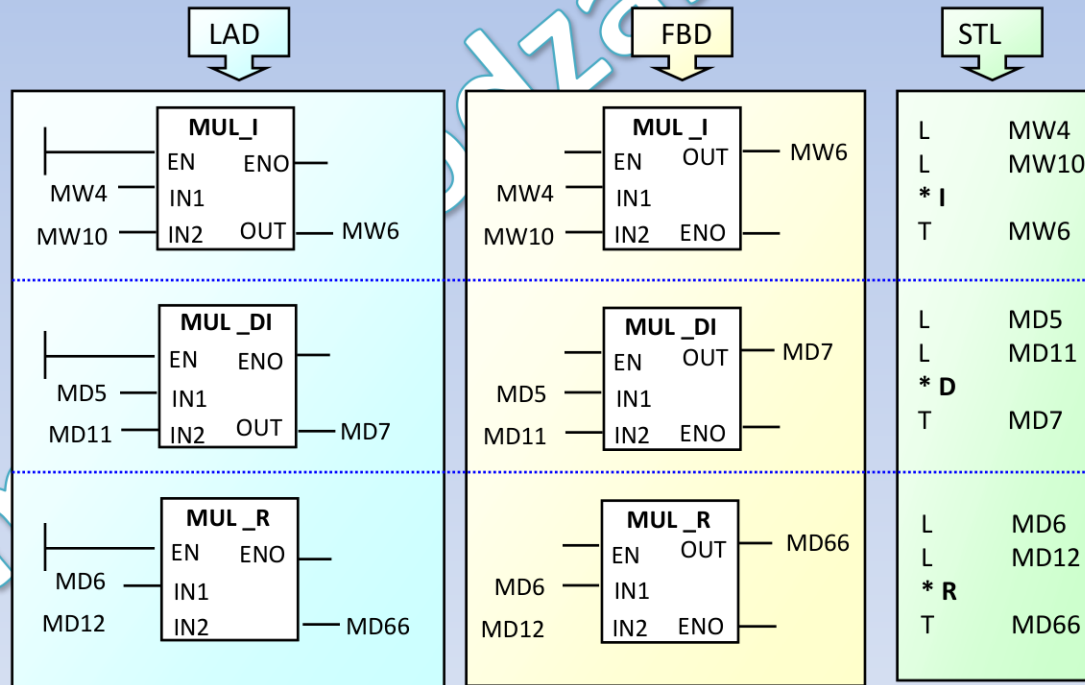 LAD
FBD
STL
MUL_I
EN ENO
MW4
IN1
MW10
IN2 OUT
MW6
MUL _I
EN OUT
MW6
MW4
IN1
MW10
IN2 ENO
L MW4
L MW10
* I
T MW6
MUL _DI
EN ENO
MD5
IN1
MD11
IN2 OUT
MD7
MUL _DI
EN OUT
MD7
MD5
IN1
MD11
IN2 ENO
L MD5
L MD11
* D
T MD7
MUL _R
EN ENO
MD6
IN1
MD12
IN2
MD66
MUL _R
EN OUT
MD66
MD6
IN1
MD12
IN2 ENO
L MD6
L MD12
* R
T MD66